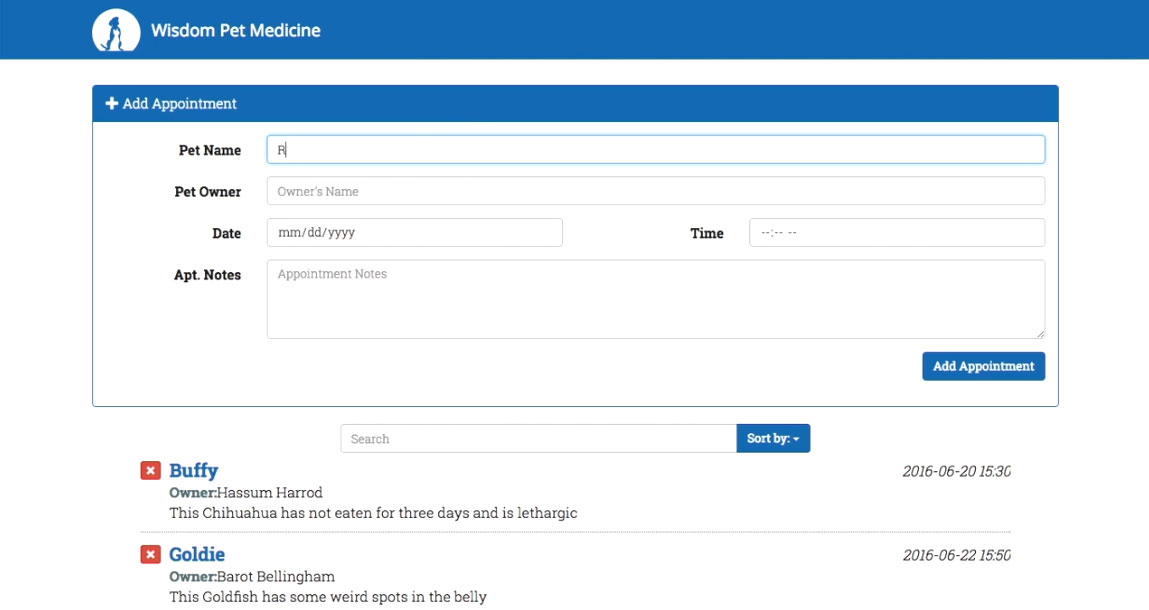 Wisdom Pet Medicine
Add Appointment
Pet Name R
Pet Owner Owner's Name
Date mm/dd/yyyy Time --:-- --
Apt. Notes Appointment Notes
Add Appointment
Search Sort by:
Buffy 2016-06-20 15:30
Owner:Hassum Harrod
This Chihuahua has not eaten for three days and is lethargic
Goldie 2016-06-22 15:50
Owner:Barot Bellingham
This Goldfish has some weird spots in the belly